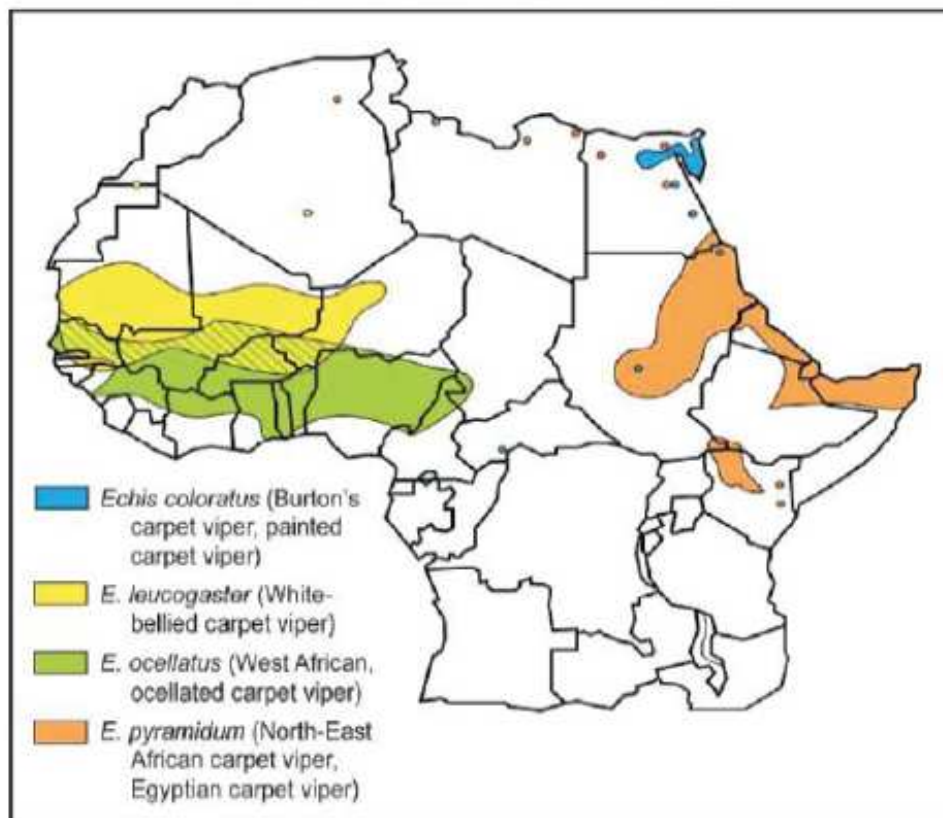 Echis coloratus (Burton's
carpet viper, painted
carpet viper)
E. leucogaster (White-
bellied carpet viper)
E. ocellatus (West African,
ocellated carpet viper)
E. pyramidum (North-East
African carpet viper,
Egyptian carpet viper)